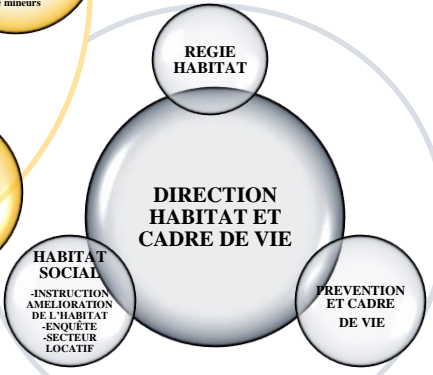 mineurs
REGIE
HABITAT
DIRECTION
HABITAT ET
CADRE DE VIE
HABITAT
SOCIAL
-INSTRUCTION
AMELIORATION
DE L'HABITAT
-ENQUÊTE
-SECTEUR
LOCATIF
PREVENTION
ET CADRE
DE VIE